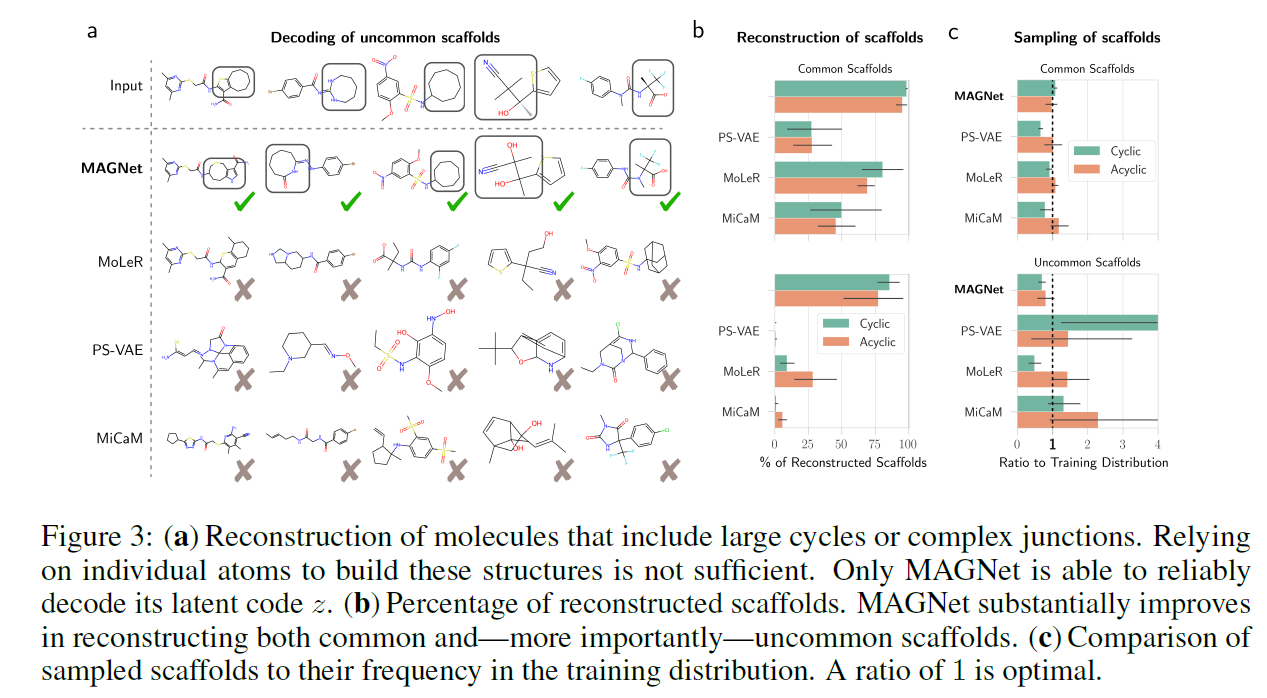 a
Decoding of uncommon scaffolds
Input
MAGNet
MoLeR
PS-VAE
MiCaM
b
Reconstruction of scaffolds
Common Scaffolds
PS-VAE
MoLeR
MiCaM
PS-VAE
MoLeR
MiCaM
Cyclic
Acyclic
0 25 50 75 100
% of Reconstructed Scaffolds
c
Sampling of scaffolds
Common Scaffolds
MAGNet
PS-VAE
MoLeR
MiCaM
Cyclic
Acyclic
Uncommon Scaffolds
MAGNet
PS-VAE
MoLeR
MiCaM
0 1 2 3 4
Ratio to Training Distribution
Figure 3: (a) Reconstruction of molecules that include large cycles or complex junctions. Relying
on individual atoms to build these structures is not sufficient. Only MAGNet is able to reliably
decode its latent code z. (b) Percentage of reconstructed scaffolds. MAGNet substantially improves
in reconstructing both common and—more importantly—uncommon scaffolds. (c) Comparison of
sampled scaffolds to their frequency in the training distribution. A ratio of 1 is optimal.